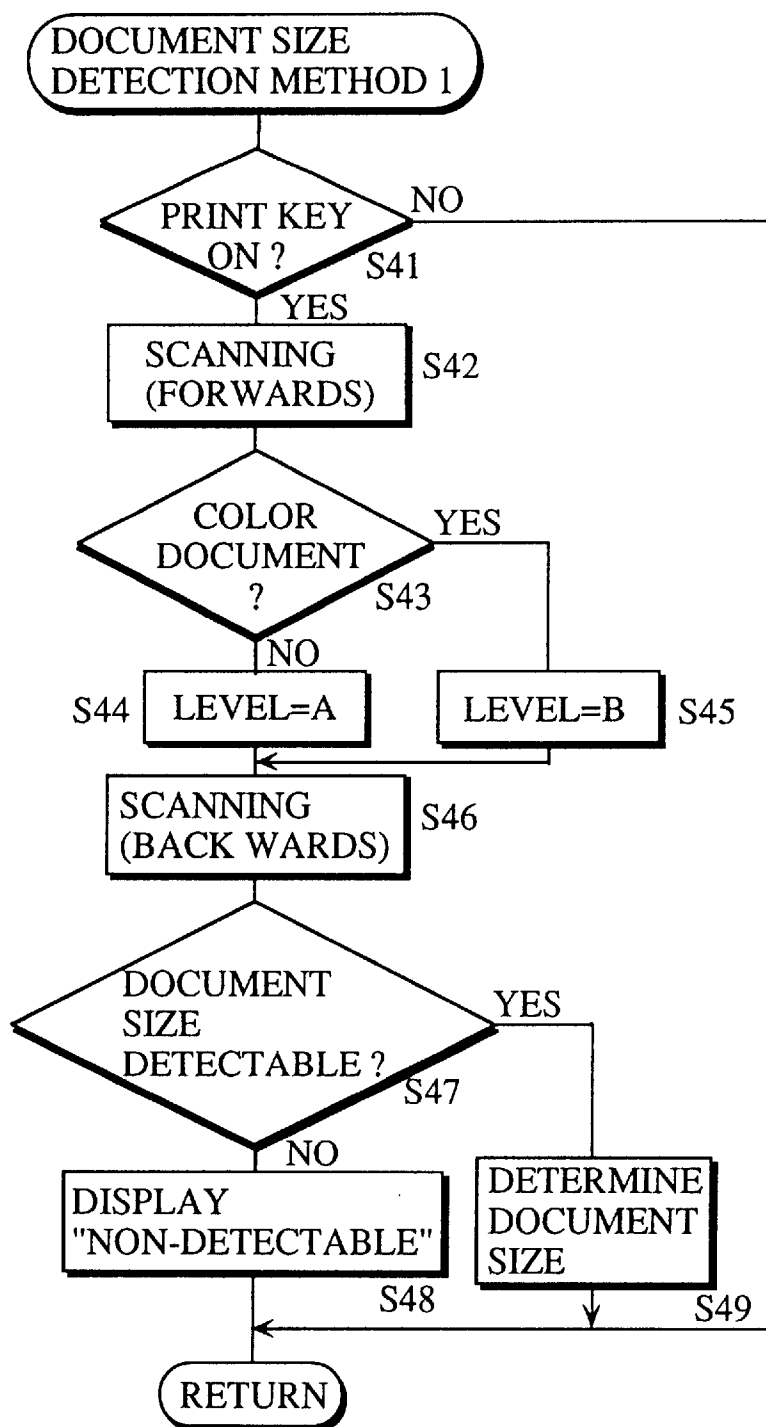 DOCUMENT SIZE
DETECTION METHOD 1
NO
PRINT KEY
ON ?
S41
YES
SCANNING
(FORWARDS)
S42
COLOR
DOCUMENT
?
YES
S43
NO
S44
LEVEL=A
LEVEL=B
S45
SCANNING
(BACK WARDS)
S46
DOCUMENT
SIZE
DETECTABLE ?
YES
S47
NO
DISPLAY
"NON-DETECTABLE"
S48
DETERMINE
DOCUMENT
SIZE
S49
RETURN